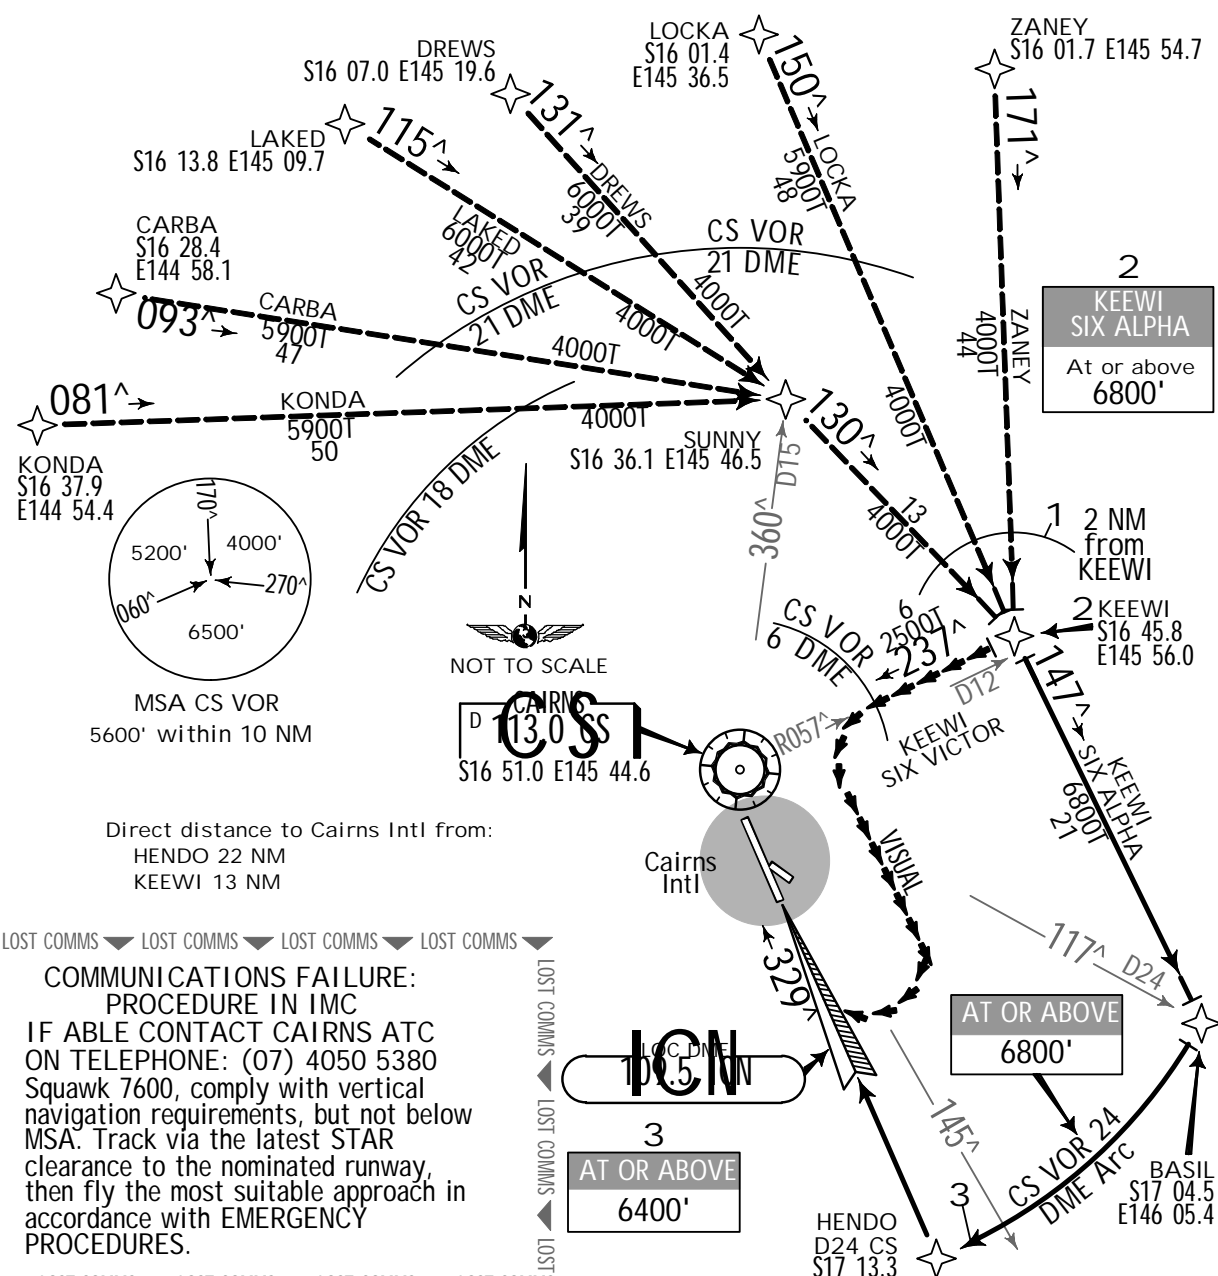 LOCKA
S16 01.4
E145 36.5
ZANEY
S16 01.7 E145 54.7
DREWS
S16 07.0 E145 19.6
LAKED
S16 13.8 E145 09.7
CARBA
S16 28.4
E144 58.1
KONDA
S16 37.9
E144 54.4
115^
131^
150^
171^
093^
081^
LAKED
6000T
42
DREWS
6000T
39
LOCKA
5900T
48
ZANEY
4000T
44
CARBA
5900T
47
KONDA
5900T
50
4000T
4000T
4000T
4000T
4000T
CS VOR
21 DME
CS VOR
21 DME
CS VOR 18 DME
2
KEEWI
SIX ALPHA
At or above
6800'
SUNNY
S16 36.1 E145 46.5
130^
13
4000T
D15
360^
1
2 NM
from
KEEWI
2
KEEWI
S16 45.8
E145 56.0
170^
5200'
4000'
060^
270^
6500'
MSA CS VOR
5600' within 10 NM
N
NOT TO SCALE
CS VOR
6 DME
6
2500T
237^
D12
R057^
KEEWI
SIX VICTOR
147^
KEEWI
SIX ALPHA
6800T
21
CAIRNS
D
113.0 CS
CS I
S16 51.0 E145 44.6
Direct distance to Cairns Intl from:
HENDO 22 NM
KEEWI 13 NM
Cairns
Intl
VISUAL
329^
117^
D24
LOST COMMS LOST COMMS LOST COMMS LOST COMMS
LOST COMMS
LOST COMMS
LOST
COMMUNICATIONS FAILURE:
PROCEDURE IN IMC
IF ABLE CONTACT CAIRNS ATC
ON TELEPHONE: (07) 4050 5380
Squawk 7600, comply with vertical
navigation requirements, but not below
MSA. Track via the latest STAR
clearance to the nominated runway,
then fly the most suitable approach in
accordance with EMERGENCY
PROCEDURES.
LOC DME
109.5 ICN
ICN
AT OR ABOVE
6800'
145^
3
AT OR ABOVE
6400'
CS VOR 24
DME Arc
3
BASIL
S17 04.5
E146 05.4
HENDO
D24 CS
S17 13.3